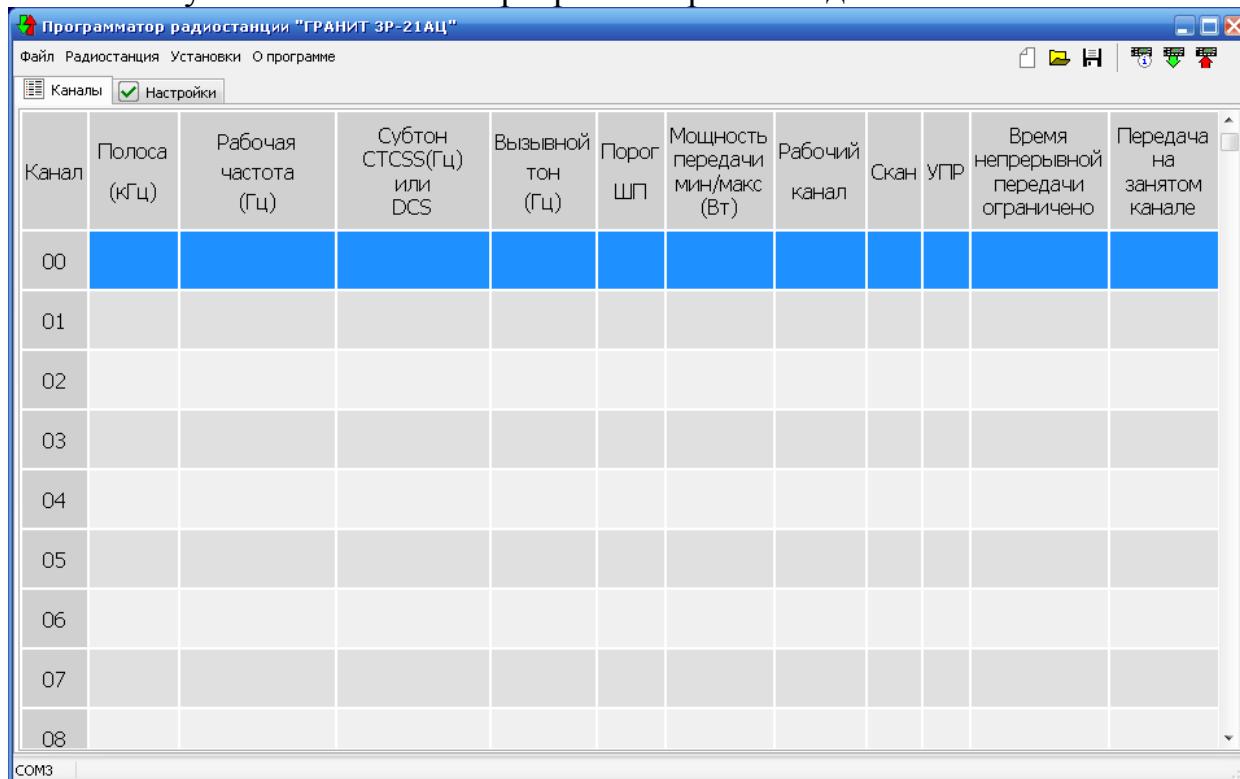 Программатор радиостанции "ГРАНИТ 3Р-21АЦ"
Файл Радиостанция Установки О программе
Каналы Настройки
Канал
Полоса
(кГц)
Рабочая
частота
(Гц)
Субтон
CTCSS(Гц)
или
DCS
Вызывной
тон
(Гц)
Порог
ШП
Мощность
передачи
мин/макс
(Вт)
Рабочий
канал
Скан
УПР
Время
непрерывной
передачи
ограничено
Передача
на
занятом
канале
00
01
02
03
04
05
06
07
08
COM3